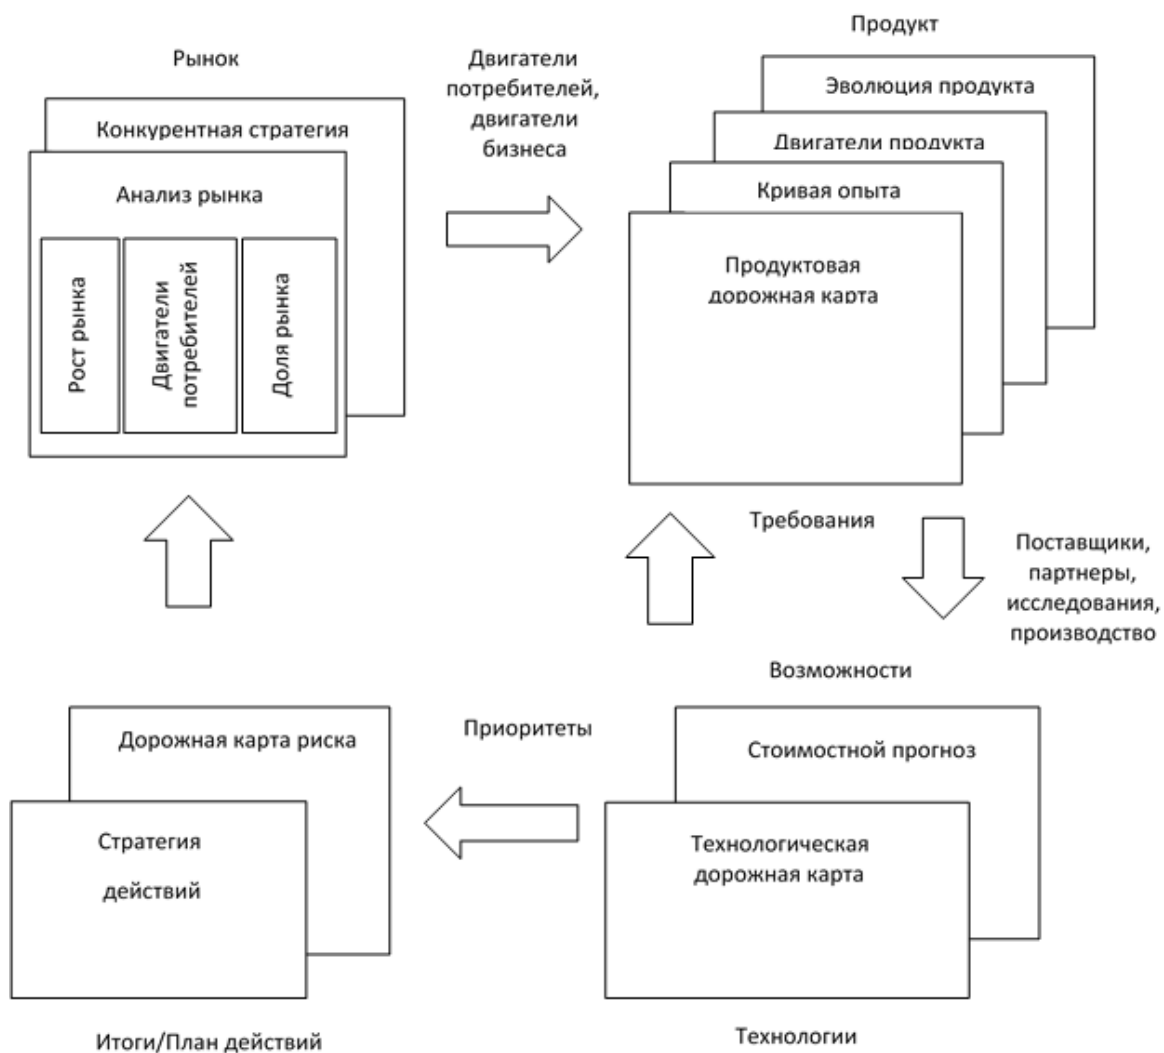 Рынок
Конкурентная стратегия
Анализ рынка
Рост рынка
Двигатели
потребителей
Доля рынка
Двигатели
потребителей,
двигатели
бизнеса
Продукт
Эволюция продукта
Двигатели продукта
Кривая опыта
Продуктовая
дорожная карта
Требования
Поставщики,
партнеры,
исследования,
производство
Возможности
Стоимостной прогноз
Технологическая
дорожная карта
Технологии
Приоритеты
Дорожная карта риска
Стратегия
действий
Итоги/План действий